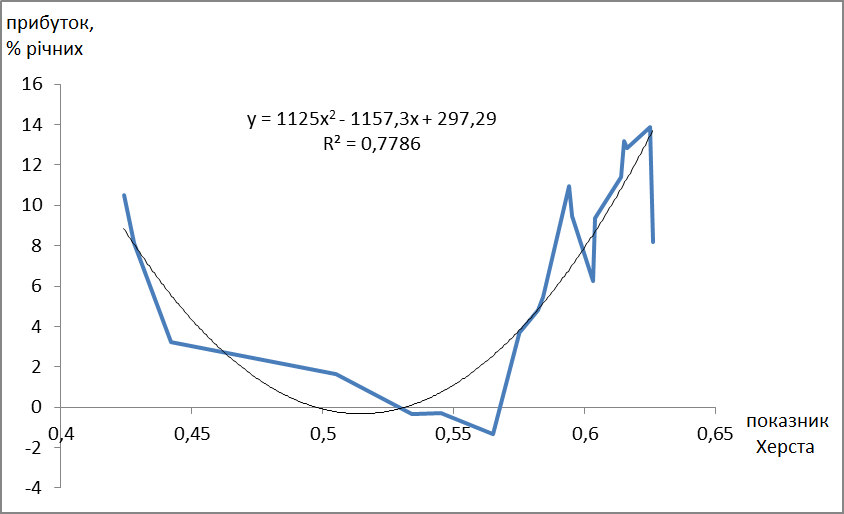 прибуток,
% річних
16
14
12
10
8
6
4
2
0
-2
-4
y = 1125x² - 1157,3x + 297,29
R² = 0,7786
0,4
0,45
0,5
0,55
0,6
0,65
показник
Херста